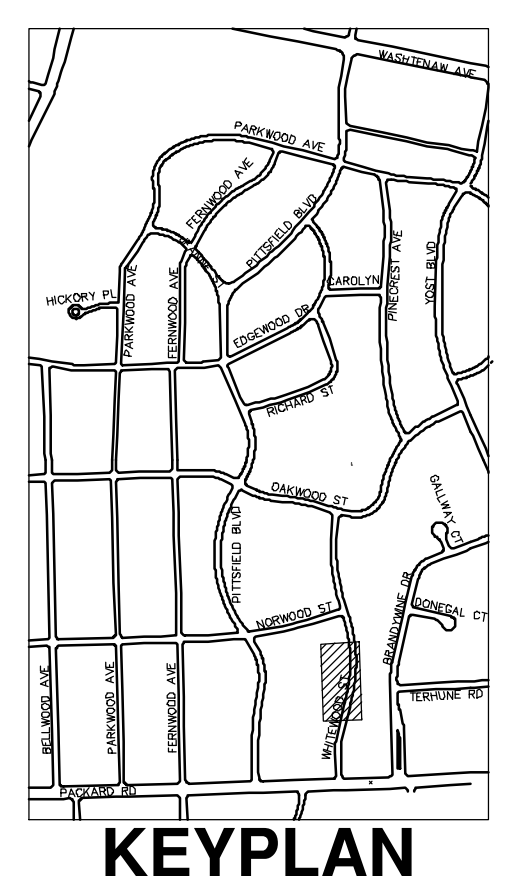 WASHTENAW AVE
PARKWOOD AVE
FERNWOOD AVE
PITTSFIELD BLVD
PINECREST AVE
YOST BLVD
CAROLYN
HICKORY PL
PARKWOOD AVE
FERNWOOD AVE
EDGEWOOD DR
RICHARD ST
OAKWOOD ST
GALLWAY CT
PITTSFIELD BLVD
BRANDYWINE DR
DONEGAL CT
NORWOOD ST
TERHUNE RD
WHITEWOOD ST
BELLWOOD AVE
PARKWOOD AVE
FERNWOOD AVE
PACKARD RD
KEYPLAN